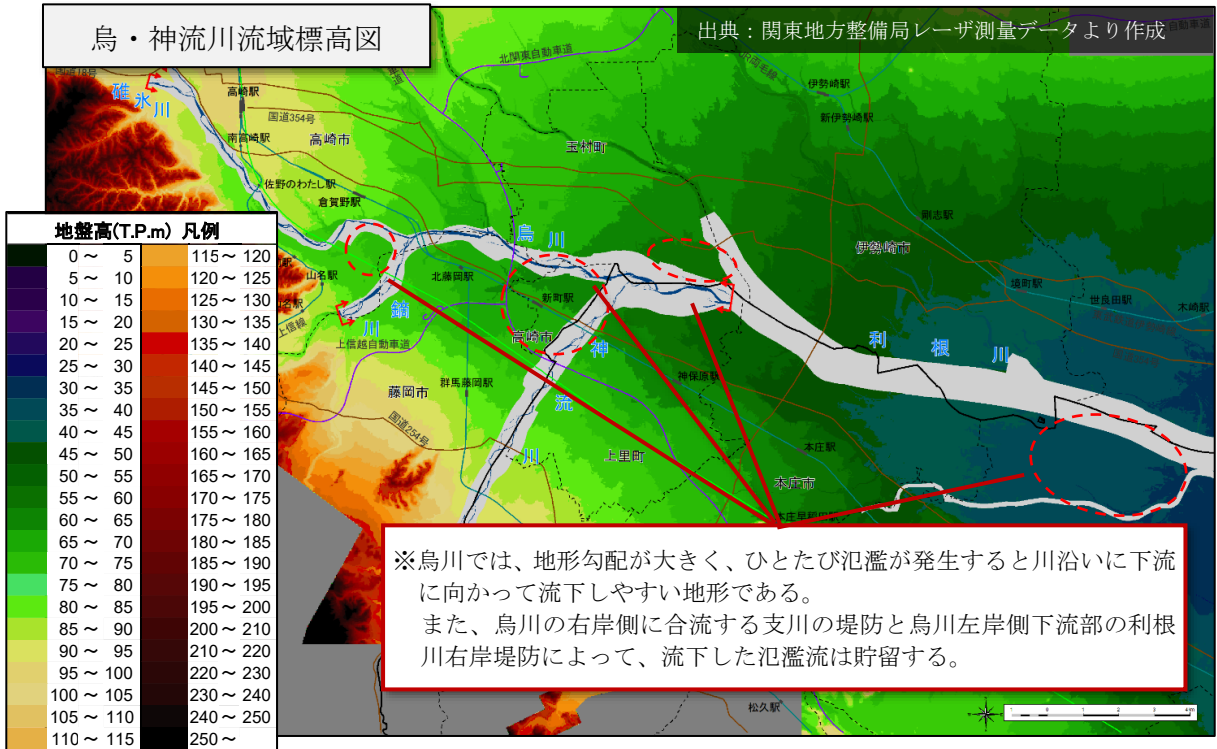 烏・神流川流域標高図
出典：関東地方整備局レーザ測量データより作成
北関東自動車道
碓氷川
高崎駅
国道354号
南高崎駅
高崎市
佐野のわたし駅
倉賀野駅
玉村町
伊勢崎駅
新伊勢崎駅
剛志駅
伊勢崎市
境町駅
世良田駅
木崎駅
烏川
山名駅
上信線
北藤岡駅
新町駅
高崎市
鏑川
上信越自動車道
神流川
藤岡市
群馬藤岡駅
国道254号
神保原駅
利根川
上里町
本庄駅
本庄市
本庄早稲田駅
松久駅
地盤高(T.P.m) 凡例
0～ 5 115～120
5～ 10 120～125
10～ 15 125～130
15～ 20 130～135
20～ 25 135～140
25～ 30 140～145
30～ 35 145～150
35～ 40 150～155
40～ 45 155～160
45～ 50 160～165
50～ 55 165～170
55～ 60 170～175
60～ 65 175～180
65～ 70 180～185
70～ 75 185～190
75～ 80 190～195
80～ 85 195～200
85～ 90 200～210
90～ 95 210～220
95～100 220～230
100～105 230～240
105～110 240～250
110～115 250～
※烏川では、地形勾配が大きく、ひとたび氾濫が発生すると川沿いに下流
に向かって流下しやすい地形である。
また、烏川の右岸側に合流する支川の堤防と烏川左岸側下流部の利根
川右岸堤防によって、流下した氾濫流は貯留する。